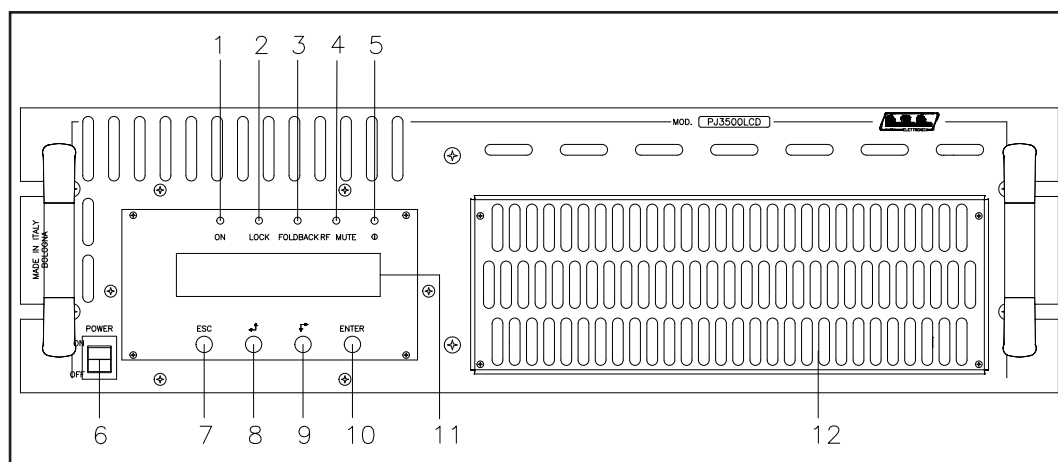 1 2 3 4 5
MOD. PJ3500LCD
ELETTRONICA
ON LOCK FOLDBACK RF MUTE
MADE IN ITALY
BOLOGNA
POWER
ON
OFF
ESC ENTER
6 7 8 9 10 11 12